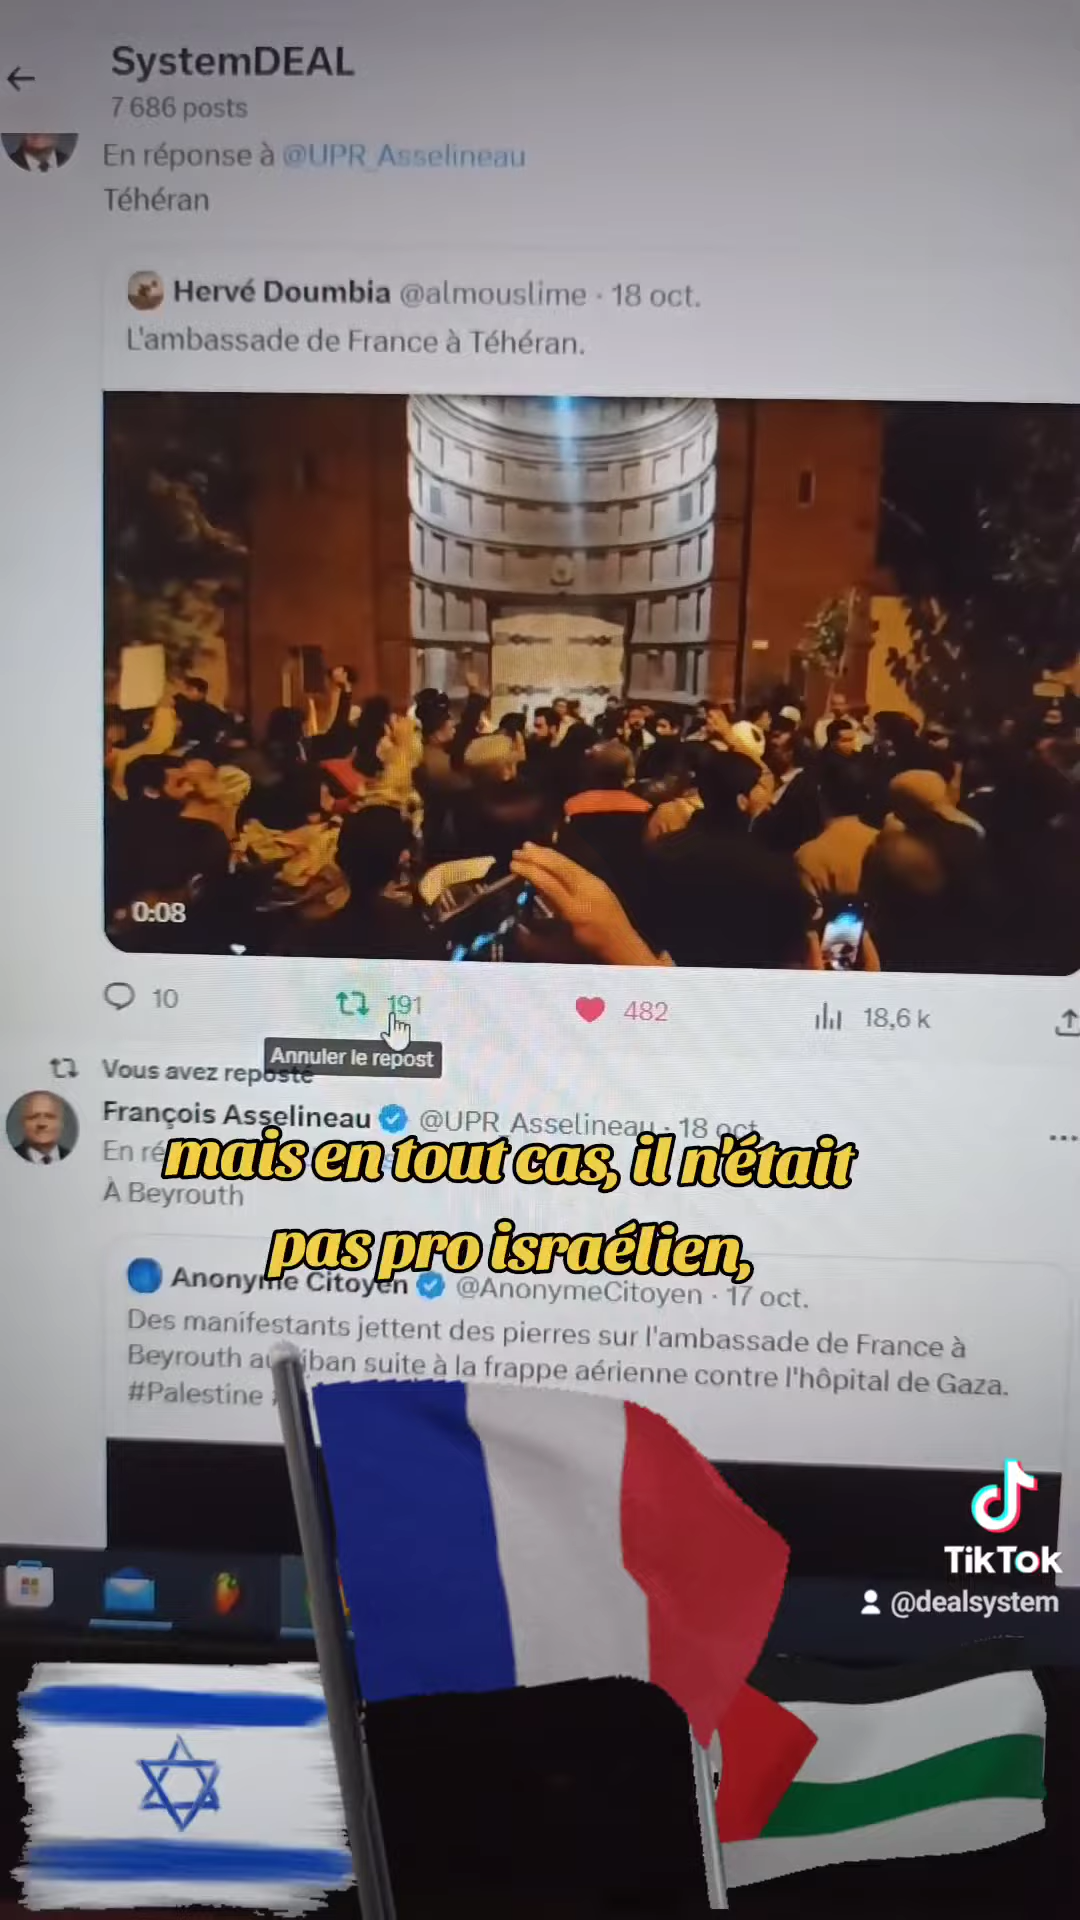 SystemDEAL
7 686 posts
En réponse à @UPR_Asselineau
Téhéran
Hervé Doumbia @almouslime · 18 oct.
L'ambassade de France à Téhéran.
0:08
10
191
482
18,6 k
Annuler le repost
Vous avez reposté
François Asselineau @UPR_Asselineau · 18 oct.
En ré
mais en tout cas, il n'était
À Beyrouth
pas pro israélien,
Anonyme Citoyen @AnonymeCitoyen · 17 oct.
Des manifestants jettent des pierres sur l'ambassade de France à
Beyrouth au Liban suite à la frappe aérienne contre l'hôpital de Gaza.
#Palestine
TikTok
@dealsystem